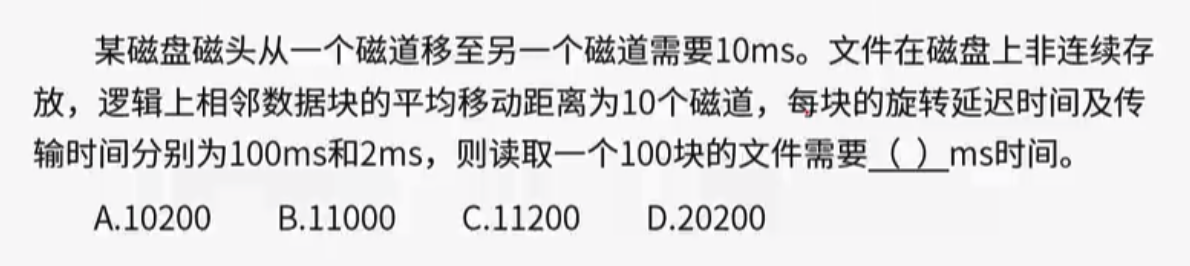 某磁盘磁头从一个磁道移至另一个磁道需要10ms。文件在磁盘上非连续存
放，逻辑上相邻数据块的平均移动距离为10个磁道，每块的旋转延迟时间及传
输时间分别为100ms和2ms，则读取一个100块的文件需要（ ）ms时间。
A.10200 B.11000 C.11200 D.20200